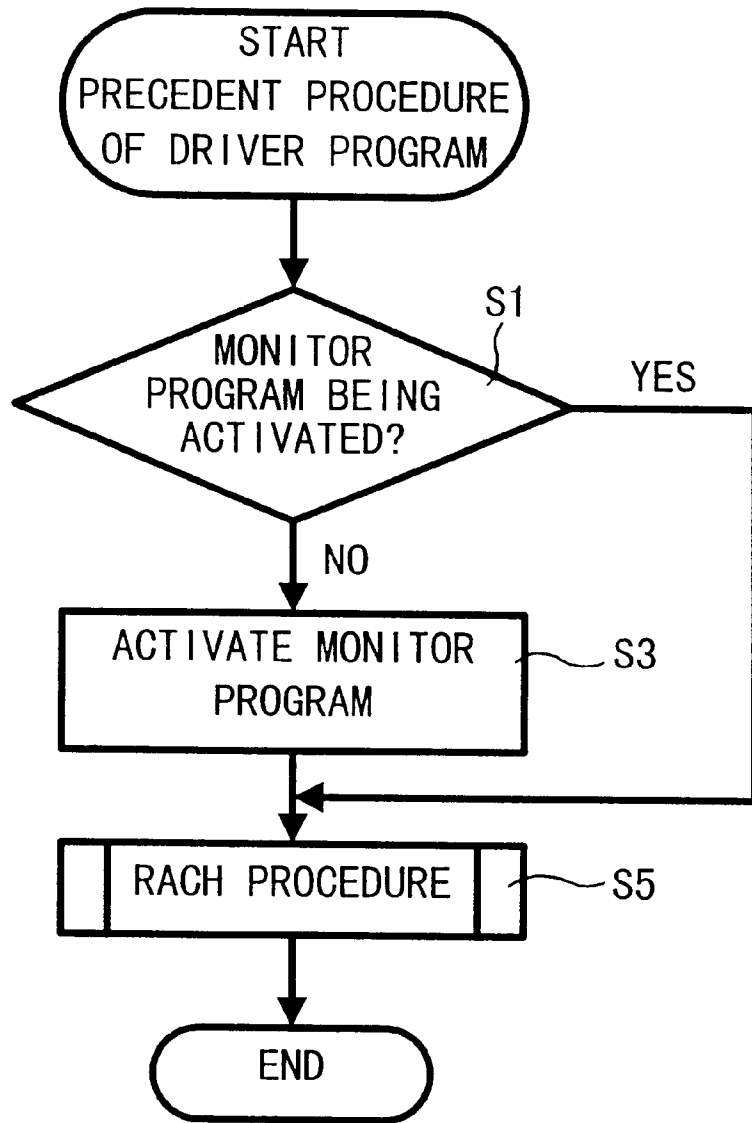 START
PRECEDENT PROCEDURE
OF DRIVER PROGRAM
S1
MONITOR
PROGRAM BEING
ACTIVATED?
YES
NO
ACTIVATE MONITOR
PROGRAM
S3
RACH PROCEDURE
S5
END